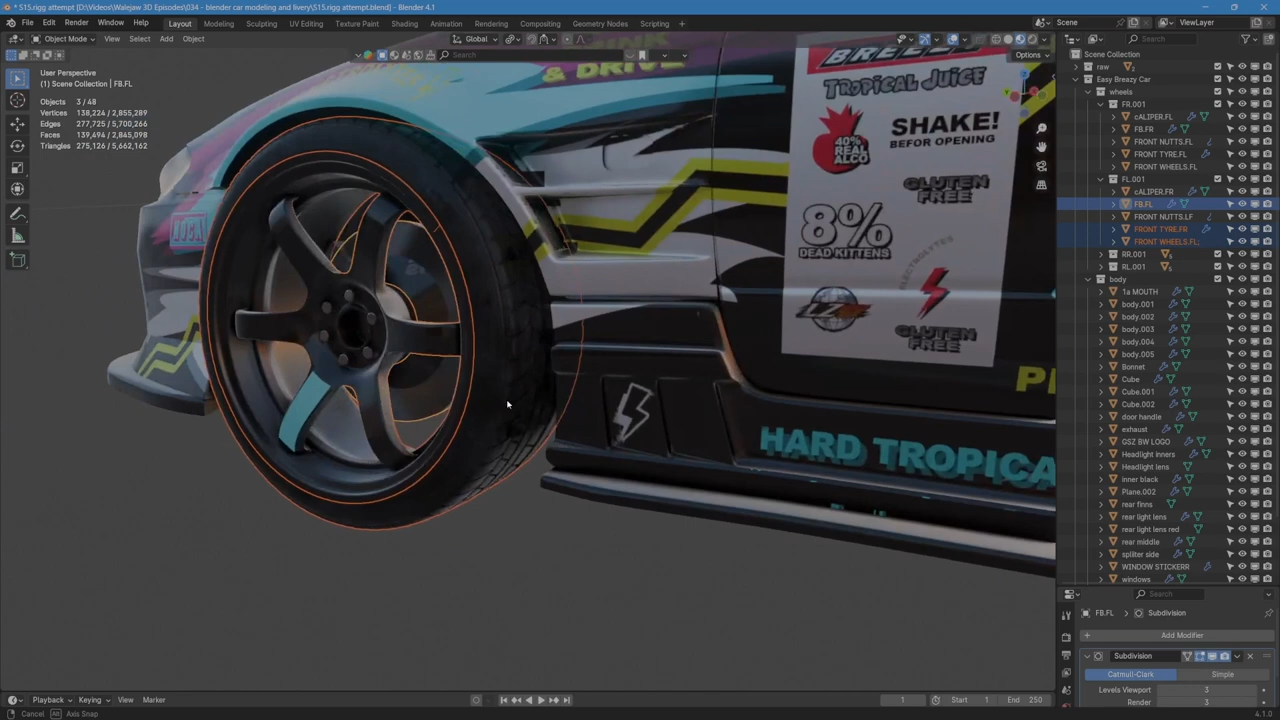 * S15.rigg attempt [D:\Videos\Walejaw 3D Episodes\034 - blender car modeling and livery\S15.rigg attempt.blend] - Blender 4.1
File Edit Render Window Help Layout Modeling Sculpting UV Editing Texture Paint Shading Animation Rendering Compositing Geometry Nodes Scripting + Scene ViewLayer
Object Mode View Select Add Object Global Search
Search Options
User Perspective
(1) Scene Collection | FB.FL
Objects 3 / 48
Vertices 138,224 / 2,855,289
Edges 277,725 / 5,700,266
Faces 139,494 / 2,845,098
Triangles 275,126 / 5,662,162
& DRIVE
BREEZY
TROPICAL JUICE
40%
REAL
ALCO
SHAKE!
BEFOR OPENING
GLUTEN
FREE
8%
DEAD KITTENS
ELECTROLYTES
LZ
GLUTEN
FREE
HARD TROPICA
Scene Collection
raw
Easy Breazy Car
wheels
FR.001
cALIPER.FL
FB.FR
FRONT NUTTS.FL
FRONT TYRE.FL
FRONT WHEELS.FL
FL.001
cALIPER.FR
FB.FL
FRONT NUTTS.LF
FRONT TYRE.FR
FRONT WHEELS.FL;
RR.001
RL.001
body
1a MOUTH
body.001
body.002
body.003
body.004
body.005
Bonnet
Cube
Cube.001
Cube.002
door handle
exhaust
GSZ BW LOGO
Headlight inners
Headlight lens
inner black
Plane.002
rear finns
rear light lens
rear light lens red
rear middle
spliiter side
WINDOW STICKERR
windows
Search
FB.FL > Subdivision
Add Modifier
Subdivision
Catmull-Clark Simple
Levels Viewport 3
Render 3
Playback Keying View Marker 1 Start 1 End 250
Cancel Alt Axis Snap 4.1.0